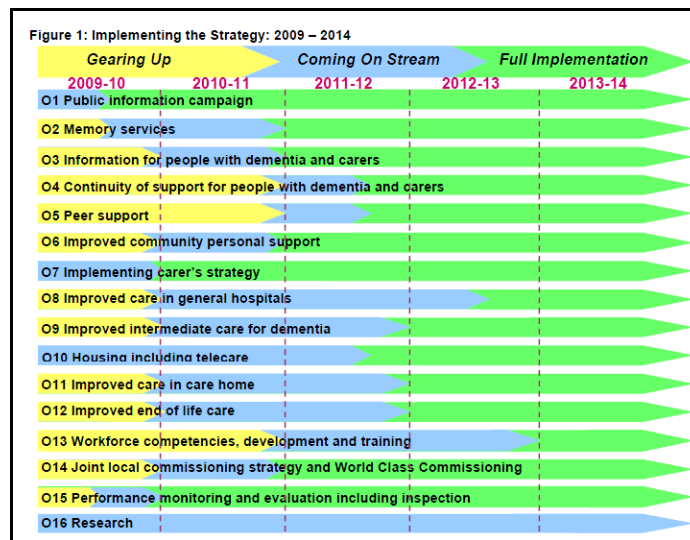 Figure 1: Implementing the Strategy: 2009 – 2014
Gearing Up Coming On Stream Full Implementation
2009-10 2010-11 2011-12 2012-13 2013-14
O1 Public information campaign
O2 Memory services
O3 Information for people with dementia and carers
O4 Continuity of support for people with dementia and carers
O5 Peer support
O6 Improved community personal support
O7 Implementing carer's strategy
O8 Improved care in general hospitals
O9 Improved intermediate care for dementia
O10 Housing including telecare
O11 Improved care in care home
O12 Improved end of life care
O13 Workforce competencies, development and training
O14 Joint local commissioning strategy and World Class Commissioning
O15 Performance monitoring and evaluation including inspection
O16 Research